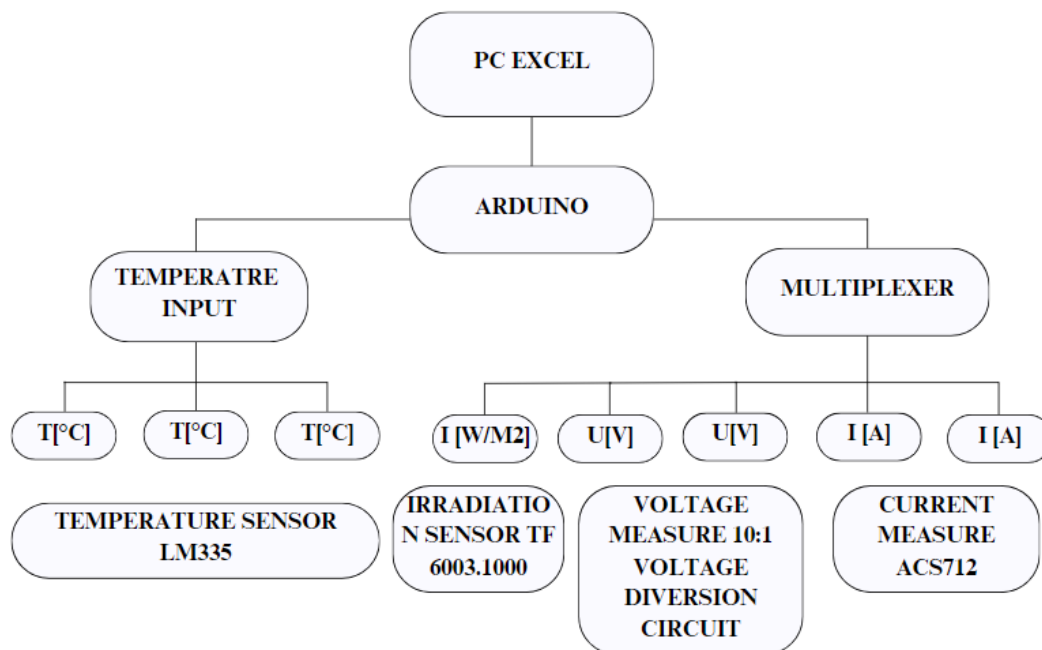 PC EXCEL
ARDUINO
TEMPERATRE
INPUT
MULTIPLEXER
T[°C]
T[°C]
T[°C]
I [W/M2]
U[V]
U[V]
I [A]
I [A]
TEMPERATURE SENSOR
LM335
IRRADIATIO
N SENSOR TF
6003.1000
VOLTAGE
MEASURE 10:1
VOLTAGE
DIVERSION
CIRCUIT
CURRENT
MEASURE
ACS712